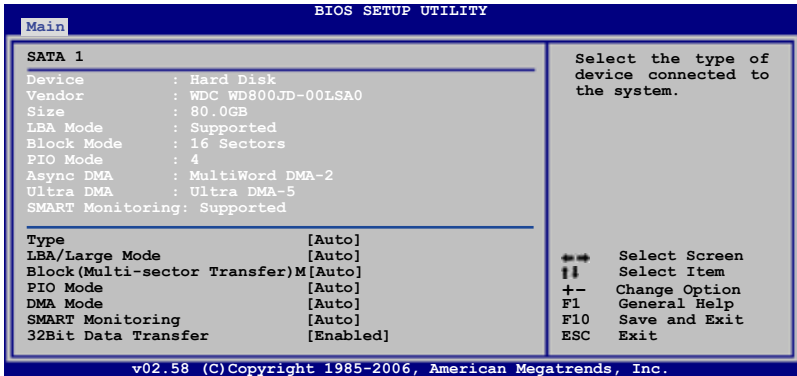 BIOS SETUP UTILITY
Main
SATA 1
Device : Hard Disk
Vendor : WDC WD800JD-00LSA0
Size : 80.0GB
LBA Mode : Supported
Block Mode : 16 Sectors
PIO Mode : 4
Async DMA : MultiWord DMA-2
Ultra DMA : Ultra DMA-5
SMART Monitoring: Supported
Type [Auto]
LBA/Large Mode [Auto]
Block(Multi-sector Transfer)M[Auto]
PIO Mode [Auto]
DMA Mode [Auto]
SMART Monitoring [Auto]
32Bit Data Transfer [Enabled]
Select the type of
device connected to
the system.
←→ Select Screen
↑↓ Select Item
+- Change Option
F1 General Help
F10 Save and Exit
ESC Exit
v02.58 (C)Copyright 1985-2006, American Megatrends, Inc.